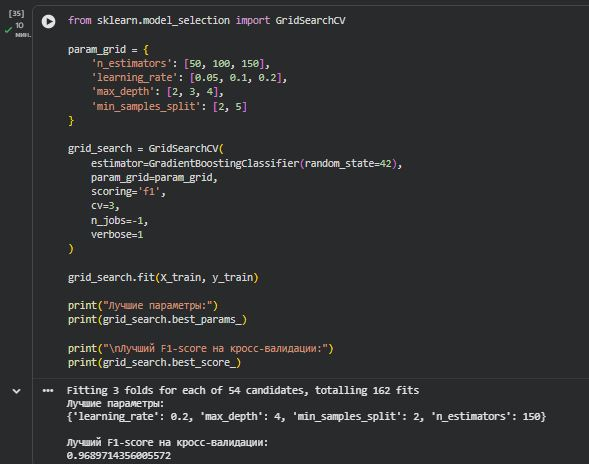 [35]
10
мин.
from sklearn.model_selection import GridSearchCV
param_grid = {
    'n_estimators': [50, 100, 150],
    'learning_rate': [0.05, 0.1, 0.2],
    'max_depth': [2, 3, 4],
    'min_samples_split': [2, 5]
}
grid_search = GridSearchCV(
    estimator=GradientBoostingClassifier(random_state=42),
    param_grid=param_grid,
    scoring='f1',
    cv=3,
    n_jobs=-1,
    verbose=1
)
grid_search.fit(X_train, y_train)
print("Лучшие параметры:")
print(grid_search.best_params_)
print("\nЛучший F1-score на кросс-валидации:")
print(grid_search.best_score_)
Fitting 3 folds for each of 54 candidates, totalling 162 fits
Лучшие параметры:
{'learning_rate': 0.2, 'max_depth': 4, 'min_samples_split': 2, 'n_estimators': 150}
Лучший F1-score на кросс-валидации:
0.9689714356005572